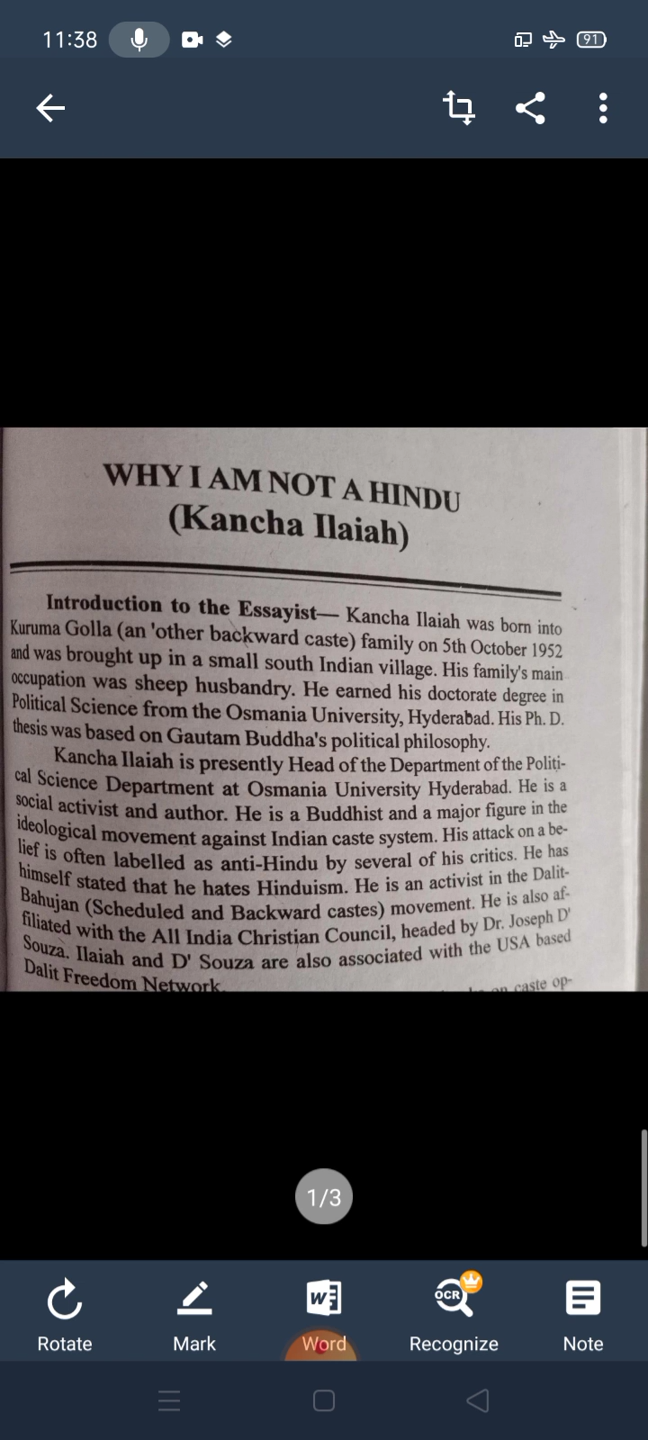 11:38
91
WHY I AM NOT A HINDU
(Kancha Ilaiah)
Introduction to the Essayist— Kancha Ilaiah was born into
Kuruma Golla (an 'other backward caste) family on 5th October 1952
and was brought up in a small south Indian village. His family's main
occupation was sheep husbandry. He earned his doctorate degree in
Political Science from the Osmania University, Hyderabad. His Ph. D.
thesis was based on Gautam Buddha's political philosophy.
Kancha Ilaiah is presently Head of the Department of the Politi-
cal Science Department at Osmania University Hyderabad. He is a
social activist and author. He is a Buddhist and a major figure in the
ideological movement against Indian caste system. His attack on a be-
lief is often labelled as anti-Hindu by several of his critics. He has
himself stated that he hates Hinduism. He is an activist in the Dalit-
Bahujan (Scheduled and Backward castes) movement. He is also af-
filiated with the All India Christian Council, headed by Dr. Joseph D'
Souza. Ilaiah and D' Souza are also associated with the USA based
Dalit Freedom Network.
on caste op-
1/3
W
OCR
Rotate Mark Word Recognize Note